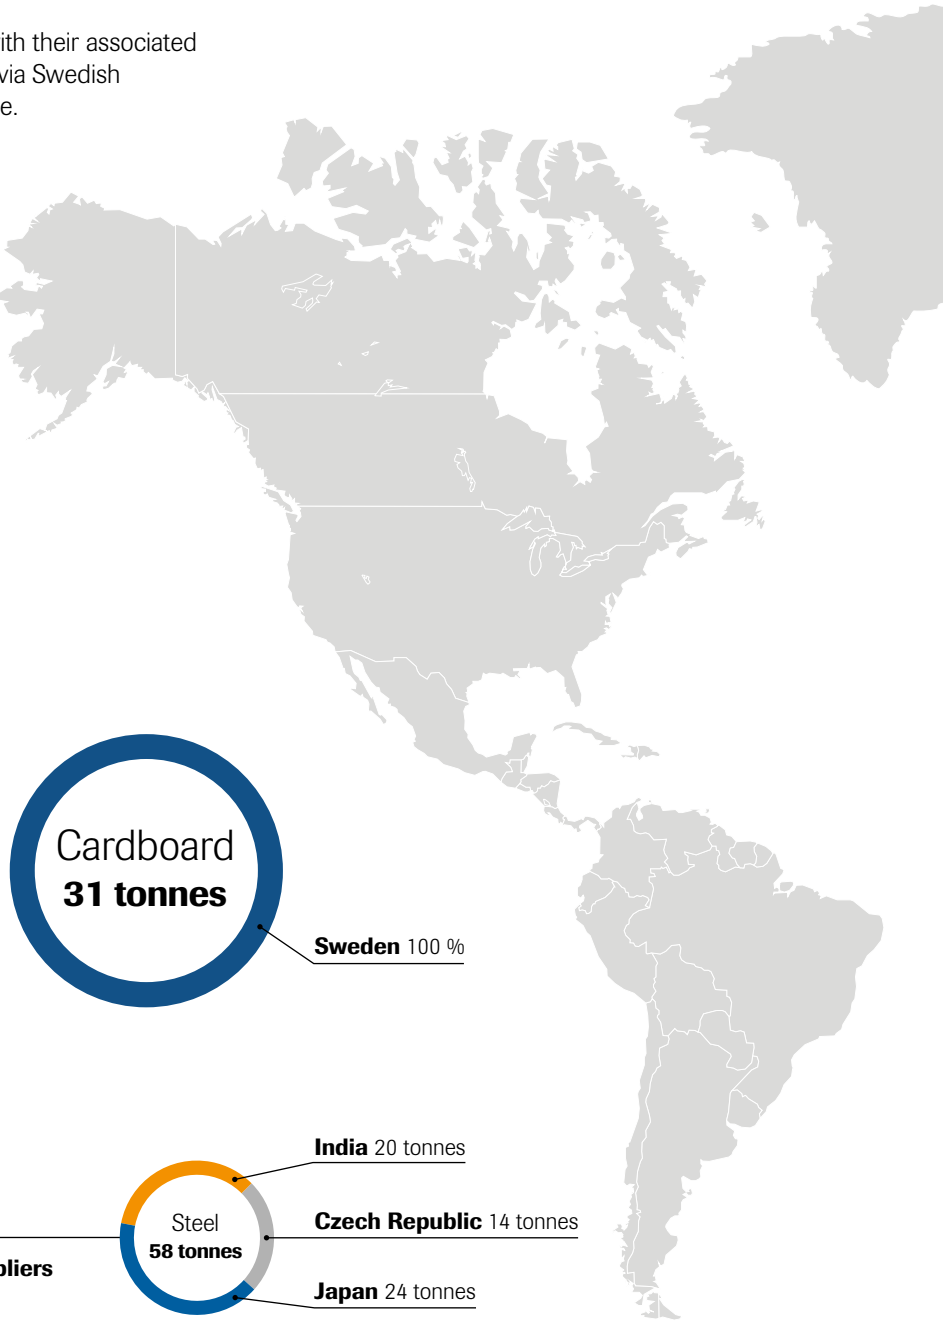 with their associated
via Swedish
e.
Cardboard
31 tonnes
Sweden 100 %
India 20 tonnes
Steel
58 tonnes
Czech Republic 14 tonnes
pliers
Japan 24 tonnes